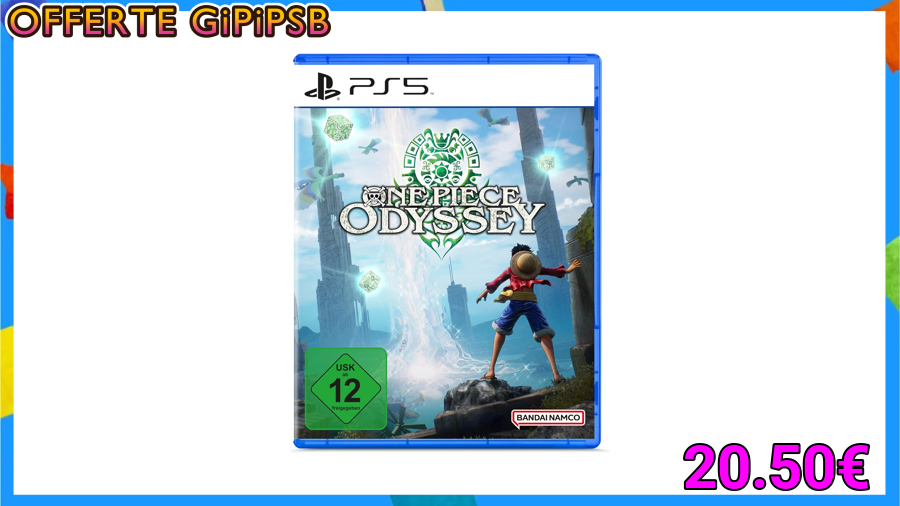 OFFERTE GiPiPSB
PS5
ONE PIECE
ODYSSEY
USK
ab
12
freigegeben
BANDAI NAMCO
20.50€